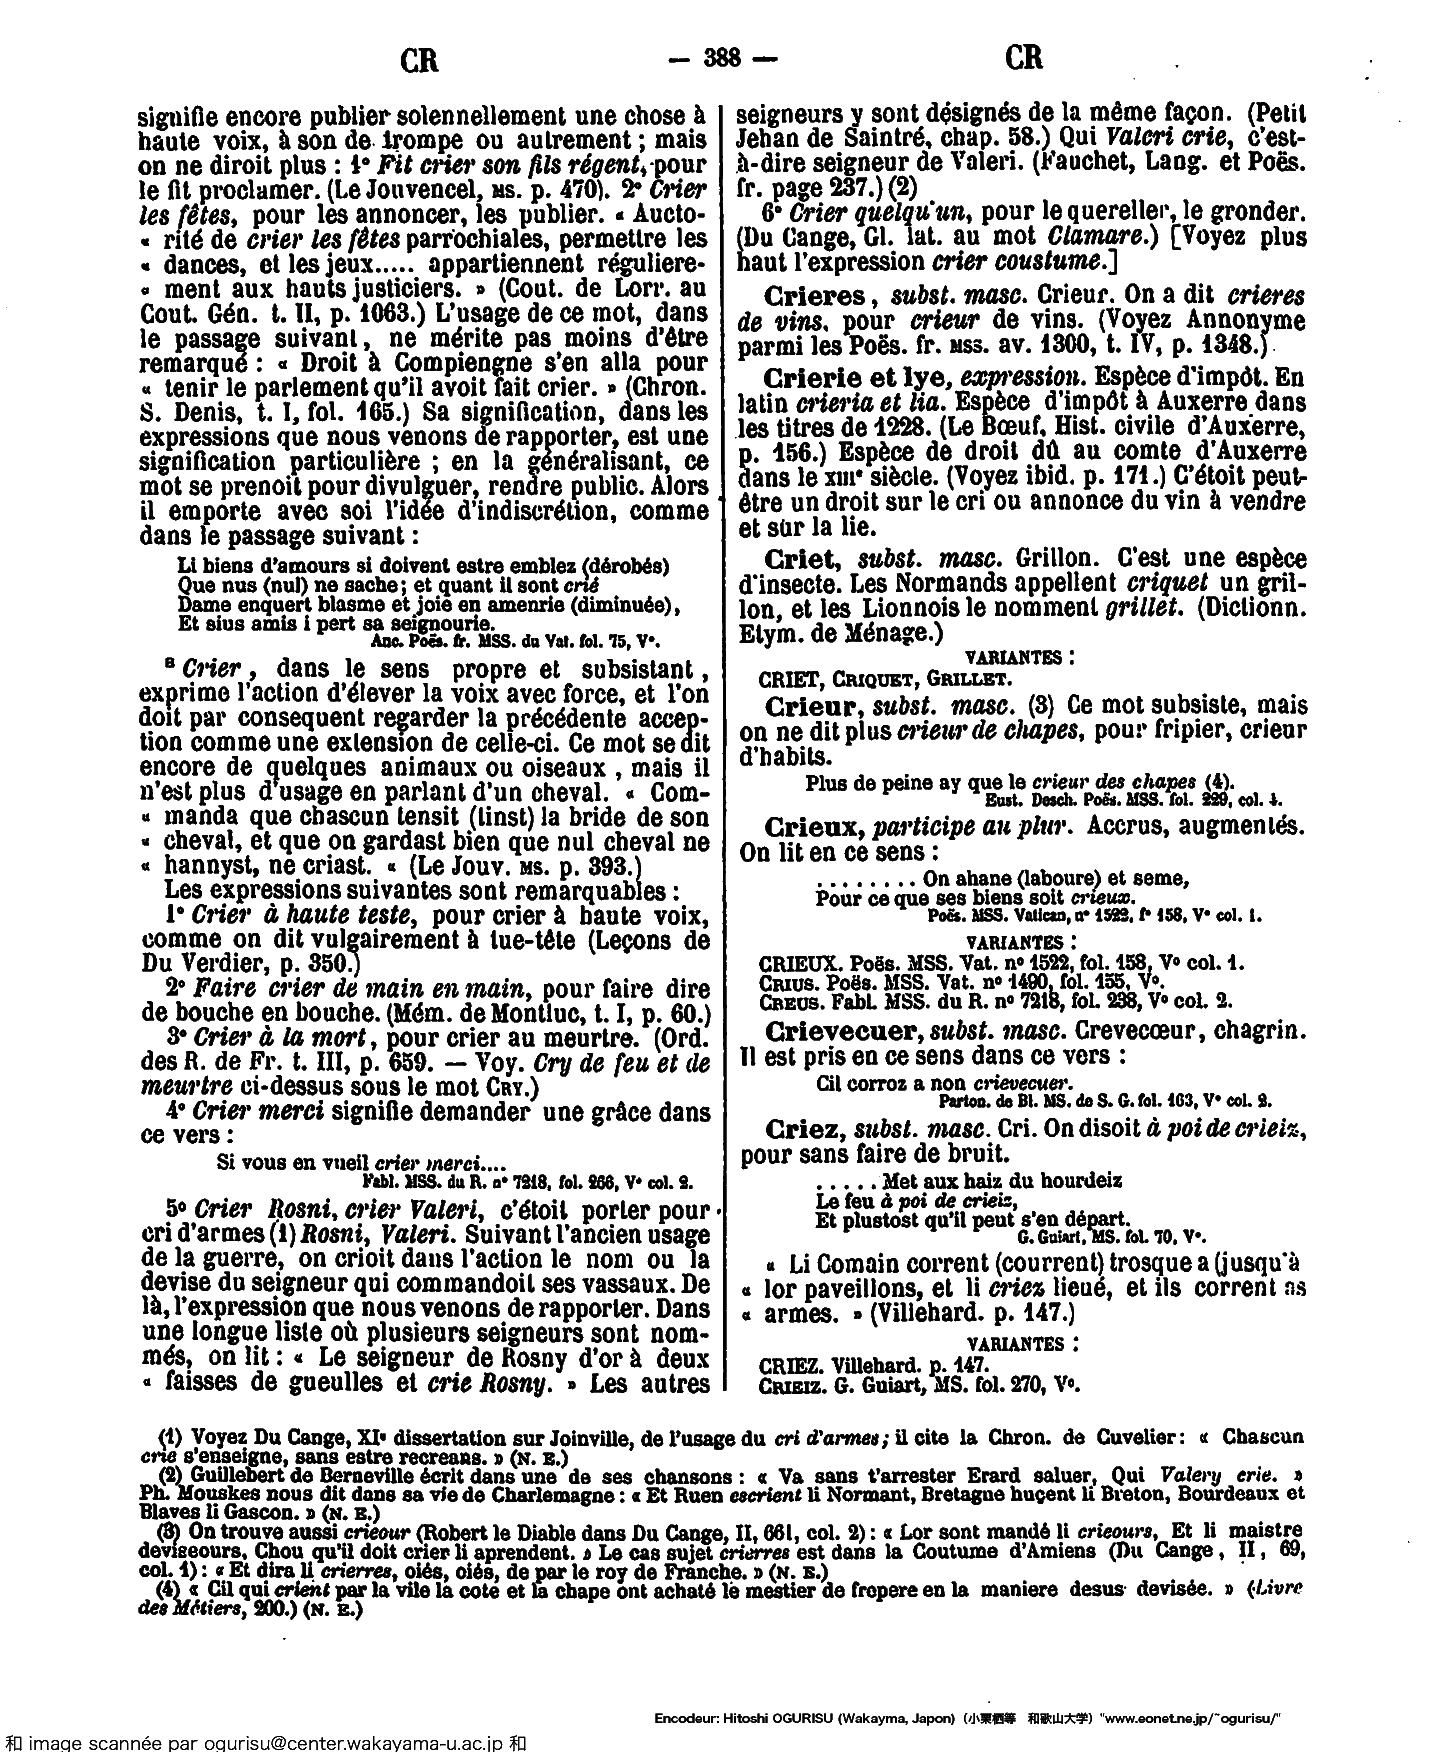 CR — 388 — CR
signifie encore publier solennellement une chose à
haute voix, à son de trompe ou autrement ; mais
on ne diroit plus : 1º Fit crier son fils régent, pour
le fit proclamer. (Le Jouvencel, MS. p. 470). 2º Crier
les fêtes, pour les annoncer, les publier. « Aucto-
« rité de crier les fêtes parrochiales, permettre les
« dances, et les jeux..... appartiennent réguliere-
« ment aux hauts justiciers. » (Cout. de Lorr. au
Cout. Gén. t. II, p. 1063.) L'usage de ce mot, dans
le passage suivant, ne mérite pas moins d'être
remarqué : « Droit à Compiengne s'en alla pour
« tenir le parlement qu'il avoit fait crier. » (Chron.
S. Denis, t. I, fol. 165.) Sa signification, dans les
expressions que nous venons de rapporter, est une
signification particulière ; en la généralisant, ce
mot se prenoit pour divulguer, rendre public. Alors
il emporte avec soi l'idée d'indiscrétion, comme
dans le passage suivant :
Li biens d'amours si doivent estre emblez (dérobés)
Que nus (nul) ne sache ; et quant il sont crié
Dame enquert blasme et joie en amenrie (diminuée),
Et sius amis i pert sa seignourie.
Anc. Poës. fr. MSS. du Vat. fol. 75, Vº.
B Crier, dans le sens propre et subsistant,
exprime l'action d'élever la voix avec force, et l'on
doit par consequent regarder la précédente accep-
tion comme une extension de celle-ci. Ce mot se dit
encore de quelques animaux ou oiseaux, mais il
n'est plus d'usage en parlant d'un cheval. « Com-
« manda que chascun tensit (tinst) la bride de son
« cheval, et que on gardast bien que nul cheval ne
« hannyst, ne criast. « (Le Jouv. MS. p. 393.)
Les expressions suivantes sont remarquables :
1º Crier à haute teste, pour crier à haute voix,
comme on dit vulgairement à tue-tête (Leçons de
Du Verdier, p. 350.)
2º Faire crier de main en main, pour faire dire
de bouche en bouche. (Mém. de Montluc, t. I, p. 60.)
3º Crier à la mort, pour crier au meurtre. (Ord.
des R. de Fr. t. III, p. 659. — Voy. Cry de feu et de
meurtre ci-dessus sous le mot CRY.)
4º Crier merci signifie demander une grâce dans
ce vers :
Si vous en vueil crier merci....
Fabl. MSS. du R. nº 7218, fol. 266, Vº col. 2.
5º Crier Rosni, crier Valeri, c'étoit porter pour
cri d'armes (1) Rosni, Valeri. Suivant l'ancien usage
de la guerre, on crioit dans l'action le nom ou la
devise du seigneur qui commandoit ses vassaux. De
là, l'expression que nous venons de rapporter. Dans
une longue liste où plusieurs seigneurs sont nom-
més, on lit : « Le seigneur de Rosny d'or à deux
« faisses de gueulles et crie Rosny. » Les autres
seigneurs y sont désignés de la même façon. (Petit
Jehan de Saintré, chap. 58.) Qui Valeri crie, c'est-
à-dire seigneur de Valeri. (Fauchet, Lang. et Poës.
fr. page 237.) (2)
6º Crier quelqu'un, pour le quereller, le gronder.
(Du Cange, Gl. lat. au mot Clamare.) [Voyez plus
haut l'expression crier coustume.]
Crieres, subst. masc. Crieur. On a dit crieres
de vins, pour crieur de vins. (Voyez Annonyme
parmi les Poës. fr. MSS. av. 1300, t. IV, p. 1348.)
Crierie et lye, expression. Espèce d'impôt. En
latin crieria et lia. Espèce d'impôt à Auxerre dans
les titres de 1228. (Le Bœuf, Hist. civile d'Auxerre,
p. 156.) Espèce de droit dû au comte d'Auxerre
dans le XIIIe siècle. (Voyez ibid. p. 171.) C'étoit peut-
être un droit sur le cri ou annonce du vin à vendre
et sur la lie.
Criet, subst. masc. Grillon. C'est une espèce
d'insecte. Les Normands appellent criquet un gril-
lon, et les Lionnois le nomment grillet. (Dictionn.
Etym. de Ménage.)
VARIANTES :
CRIET, CRIQUET, GRILLET.
Crieur, subst. masc. (3) Ce mot subsiste, mais
on ne dit plus crieur de chapes, pour fripier, crieur
d'habits.
Plus de peine ay que le crieur des chapes (4).
Eust. Desch. Poës. MSS. fol. 229, col. 1.
Crieux, participe au plur. Accrus, augmentés.
On lit en ce sens :
........ On ahane (laboure) et seme,
Pour ce que ses biens soit crieux.
Poës. MSS. Vatican, nº 1522, fº 158, Vº col. 1.
VARIANTES :
CRIEUX. Poës. MSS. Vat. nº 1522, fol. 158, Vº col. 1.
CRIUS. Poës. MSS. Vat. nº 1490, fol. 155, Vº.
CREUS. Fabl. MSS. du R. nº 7218, fol. 238, Vº col. 2.
Crievecuer, subst. masc. Crevecœur, chagrin.
Il est pris en ce sens dans ce vers :
Cil corroz a non crievecuer.
Parton. de Bl. MS. de S. G. fol. 163, Vº col. 2.
Criez, subst. masc. Cri. On disoit à poi de crieiz,
pour sans faire de bruit.
..... Met aux haiz du hourdeiz
Le feu à poi de crieiz,
Et plustost qu'il peut s'en départ.
G. Guiart, MS. fol. 70, Vº.
« Li Comain corrent (courrent) trosque a (jusqu'à
« lor paveillons, et li criez lieué, et ils corrent as
« armes. » (Villehard. p. 147.)
VARIANTES :
CRIEZ. Villehard. p. 147.
CRIEIZ. G. Guiart, MS. fol. 270, Vº.
(1) Voyez Du Cange, XIe dissertation sur Joinville, de l'usage du cri d'armes ; il cite la Chron. de Cuvelier : « Chascun
crie s'enseigne, sans estre recreans. » (N. E.)
(2) Guillebert de Berneville écrit dans une de ses chansons : « Va sans t'arrester Erard saluer, Qui Valery crie. »
Ph. Mouskes nous dit dans sa vie de Charlemagne : « Et Ruen escrient li Normant, Bretagne huçent li Breton, Bourdeaux et
Blaves li Gascon. » (N. E.)
(3) On trouve aussi crieour (Robert le Diable dans Du Cange, II, 661, col. 2) : « Lor sont mandé li crieours, Et li maistre
deviseours, Chou qu'il doit crier li aprendent. » Le cas sujet crierres est dans la Coutume d'Amiens (Du Cange, II, 69,
col. 1) : « Et dira li crierres, oiés, oiés, de par le roy de Franche. » (N. E.)
(4) « Cil qui crient par la vile la cote et la chape ont achaté le mestier de freperie en la maniere desus devisée. » (Livre
des Métiers, 200.) (N. E.)
Encodeur: Hitoshi OGURISU (Wakayma, Japon) (小栗栖等 和歌山大学) "www.eonet.ne.jp/~ogurisu/"
和 image scannée par ogurisu@center.wakayama-u.ac.jp 和